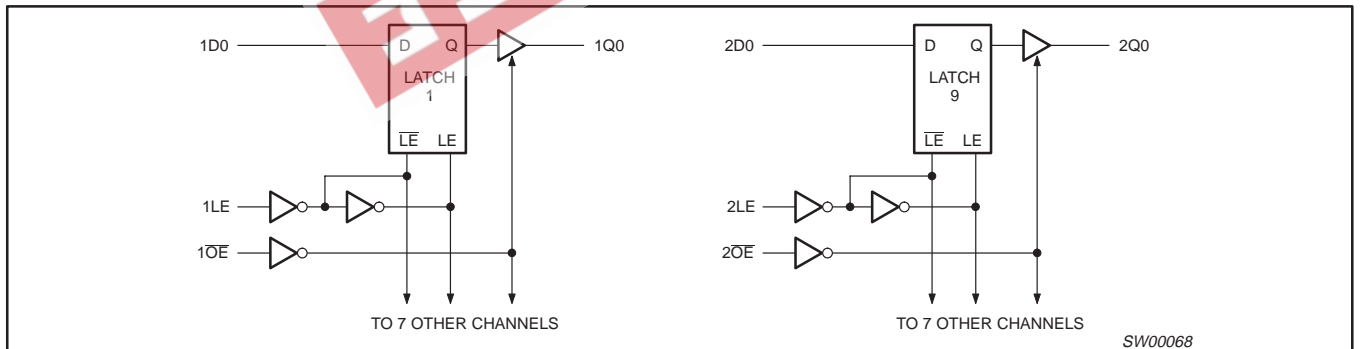 1D0
D Q
LATCH
1
LE LE
1Q0
1LE
1OE
TO 7 OTHER CHANNELS
2D0
D Q
LATCH
9
LE LE
2Q0
2LE
2OE
TO 7 OTHER CHANNELS
SW00068